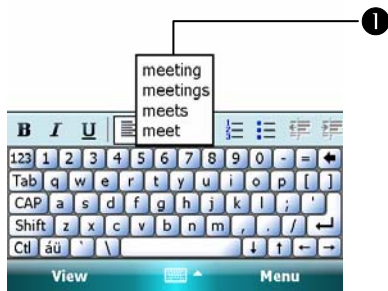 1
meeting
meetings
meets
meet
B I U
123 1 2 3 4 5 6 7 8 9 0 - =
Tab q w e r t y u i o p [ ]
CAP a s d f g h j k l ; '
Shift z x c v b n m , . /
Ctl áü ` \
View Menu